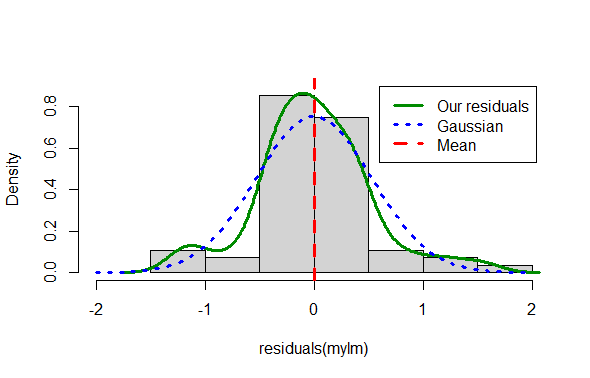 Our residuals
Gaussian
Mean
Density
0.0 0.2 0.4 0.6 0.8
-2 -1 0 1 2
residuals(mylm)